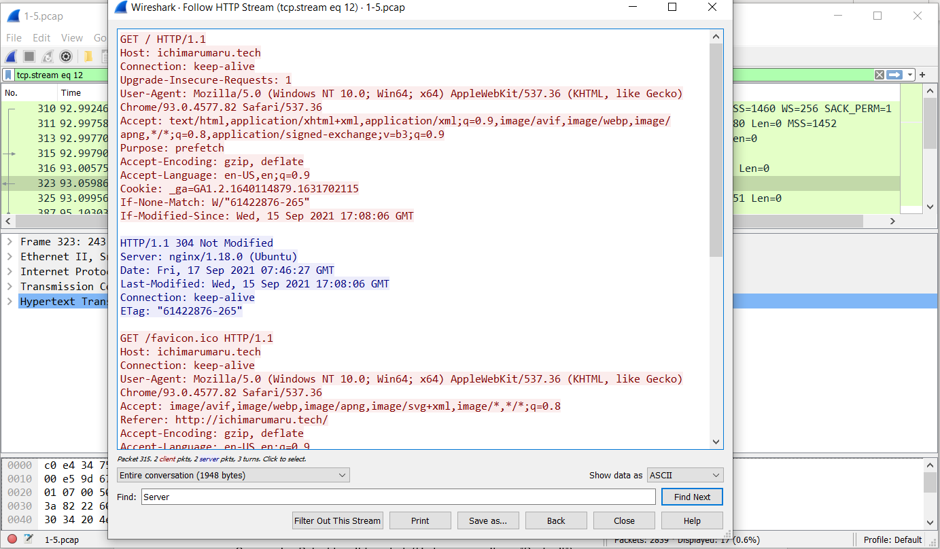 1-5.pcap
Wireshark · Follow HTTP Stream (tcp.stream eq 12) · 1-5.pcap
File Edit View Go
tcp.stream eq 12
No. Time
310 92.99246
311 92.99758
313 92.99770
315 92.99790
316 93.00575
323 93.05986
325 93.09956
387 95.10303
SS=1460 WS=256 SACK_PERM=1
80 Len=0 MSS=1452
en=0
Len=0
51 Len=0
GET / HTTP/1.1
Host: ichimarumaru.tech
Connection: keep-alive
Upgrade-Insecure-Requests: 1
User-Agent: Mozilla/5.0 (Windows NT 10.0; Win64; x64) AppleWebKit/537.36 (KHTML, like Gecko)
Chrome/93.0.4577.82 Safari/537.36
Accept: text/html,application/xhtml+xml,application/xml;q=0.9,image/avif,image/webp,image/
apng,*/*;q=0.8,application/signed-exchange;v=b3;q=0.9
Purpose: prefetch
Accept-Encoding: gzip, deflate
Accept-Language: en-US,en;q=0.9
Cookie: _ga=GA1.2.1640114879.1631702115
If-None-Match: W/"61422876-265"
If-Modified-Since: Wed, 15 Sep 2021 17:08:06 GMT
HTTP/1.1 304 Not Modified
Server: nginx/1.18.0 (Ubuntu)
Date: Fri, 17 Sep 2021 07:46:27 GMT
Last-Modified: Wed, 15 Sep 2021 17:08:06 GMT
Connection: keep-alive
ETag: "61422876-265"
GET /favicon.ico HTTP/1.1
Host: ichimarumaru.tech
Connection: keep-alive
User-Agent: Mozilla/5.0 (Windows NT 10.0; Win64; x64) AppleWebKit/537.36 (KHTML, like Gecko)
Chrome/93.0.4577.82 Safari/537.36
Accept: image/avif,image/webp,image/apng,image/svg+xml,image/*,*/*;q=0.8
Referer: http://ichimarumaru.tech/
Accept-Encoding: gzip, deflate
Accept-Language: en-US,en;q=0.9
Frame 323: 243
Ethernet II, S
Internet Proto
Transmission Co
Hypertext Tran
0000 c0 e4 34 75
0010 00 e5 9d 67
0020 01 07 00 50
0030 3a 82 22 60
0040 30 34 20 4e
Packet 315. 2 client pkts, 2 server pkts, 3 turns. Click to select.
Entire conversation (1948 bytes)
Show data as ASCII
Find: Server
Find Next
Filter Out This Stream Print Save as... Back Close Help
1-5.pcap
Packets: 2839 · Displayed: 17 (0.6%)
Profile: Default